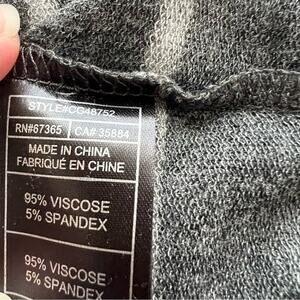 STYLE#CG48752
RN#67365 CA# 35884
MADE IN CHINA
FABRIQUÉ EN CHINE
95% VISCOSE
5% SPANDEX
95% VISCOSE
5% SPANDEX